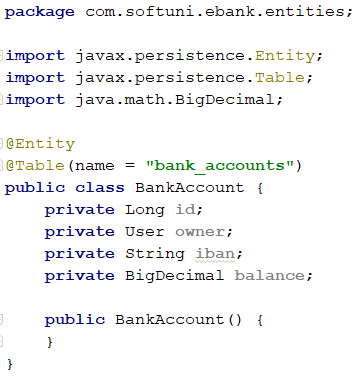 package com.softuni.ebank.entities;
import javax.persistence.Entity;
import javax.persistence.Table;
import java.math.BigDecimal;
@Entity
@Table(name = "bank_accounts")
public class BankAccount {
private Long id;
private User owner;
private String iban;
private BigDecimal balance;
public BankAccount() {
}
}